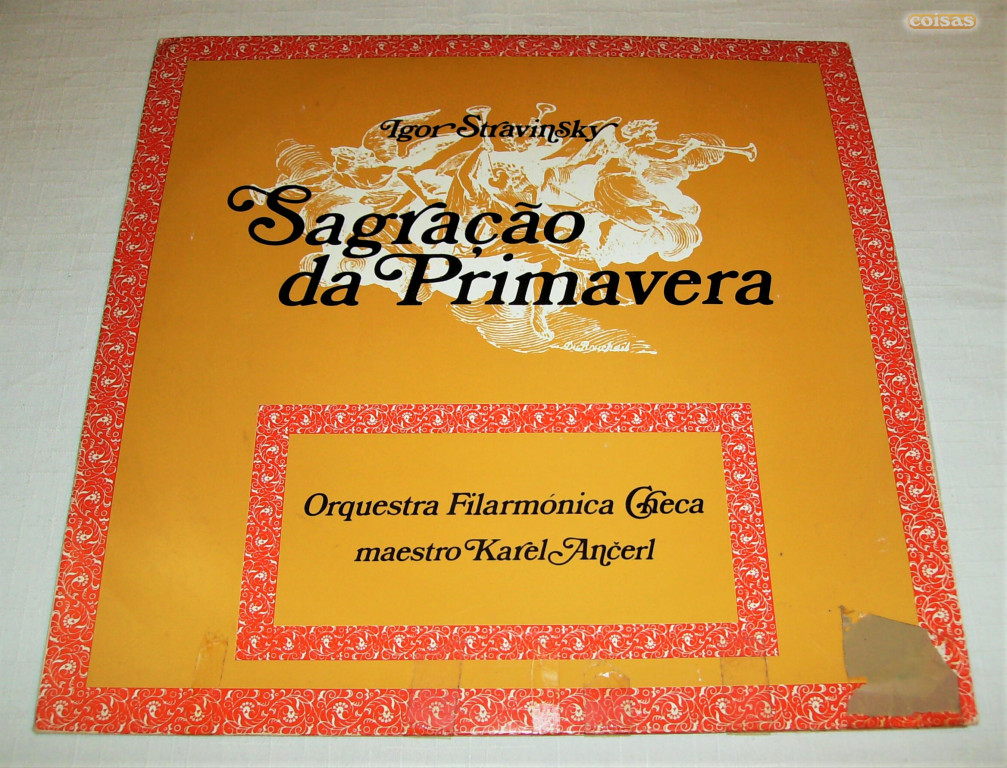 coisas
Igor Stravinsky
Sagração
da Primavera
Orquestra Filarmónica Checa
maestro Karel Ančerl